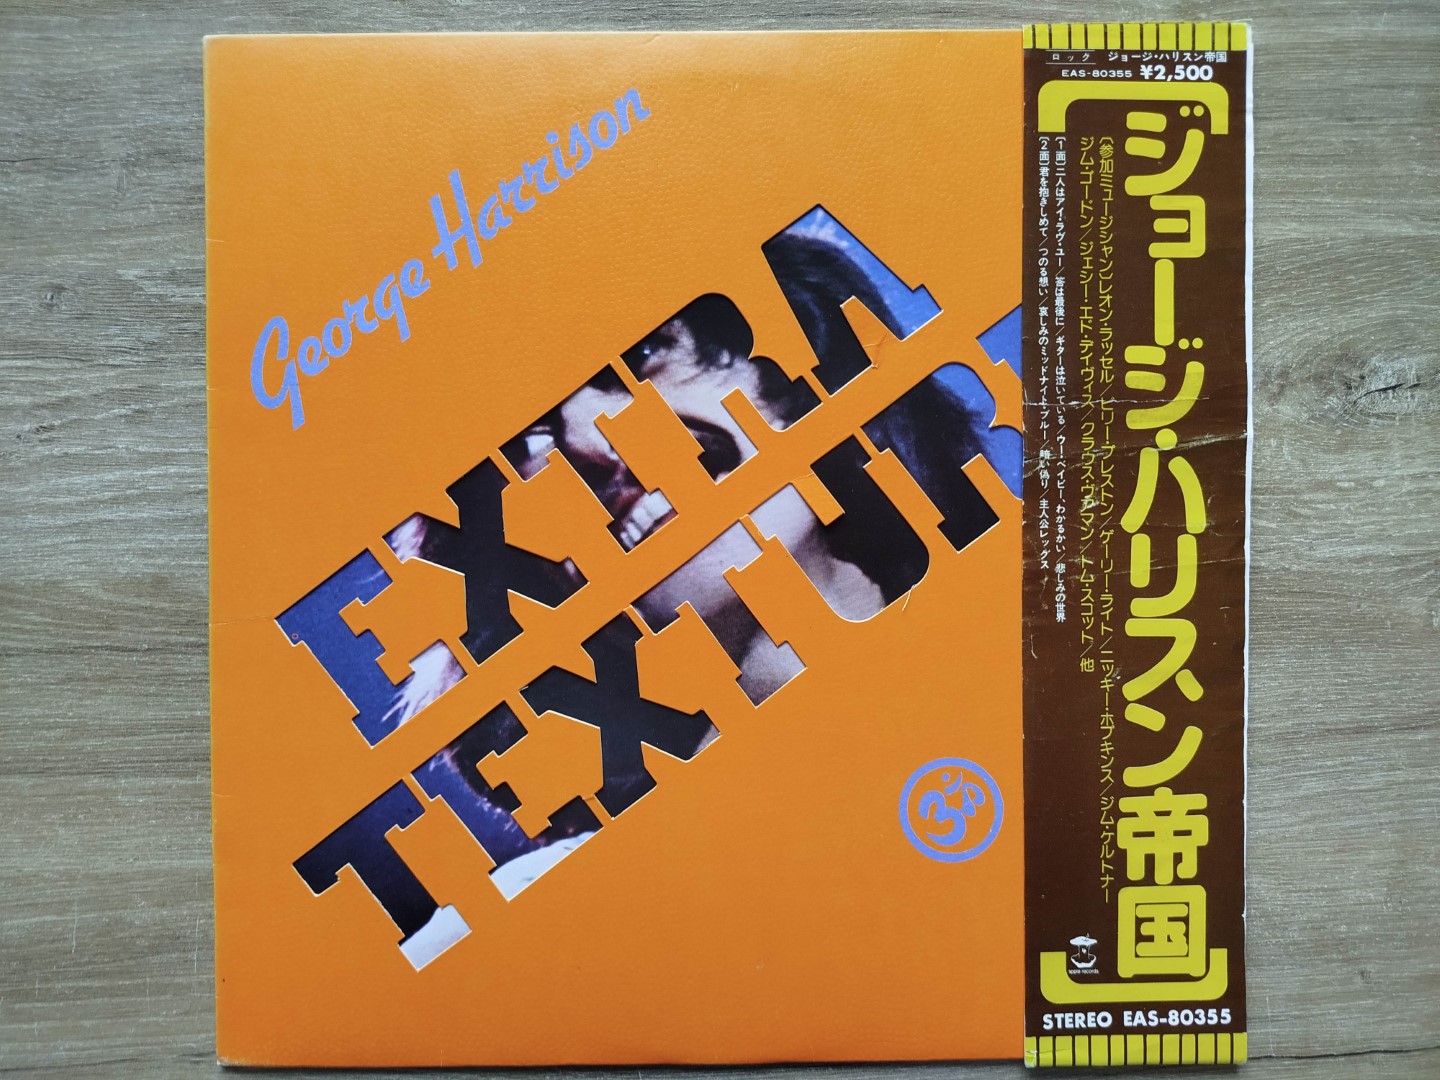 George Harrison
EXTRA
TEXTUR
ロック ジョージ・ハリスン帝国
EAS-80355 ¥2,500
ジョージ・ハリスン帝国
〔参加ミュージシャン〕レオン・ラッセル/ビリー・プレストン/ゲーリー・ライト/ニッキー・ホプキンス/ジム・ケルトナー
ジム・ゴードン/ジェシー・エド・デイヴィス/クラウス・ヴァマン/トム・スコット/他
〔1面〕二人はアイ・ラヴ・ユー/答は最後に/ギターは泣いている/ウー・ベイビー、わかるかい/悲しみの世界
〔2面〕君を抱きしめて/つのる想い/哀しみのミッドナイト・ブルー/暗い偽り/主人公レッグス
apple records
STEREO EAS-80355